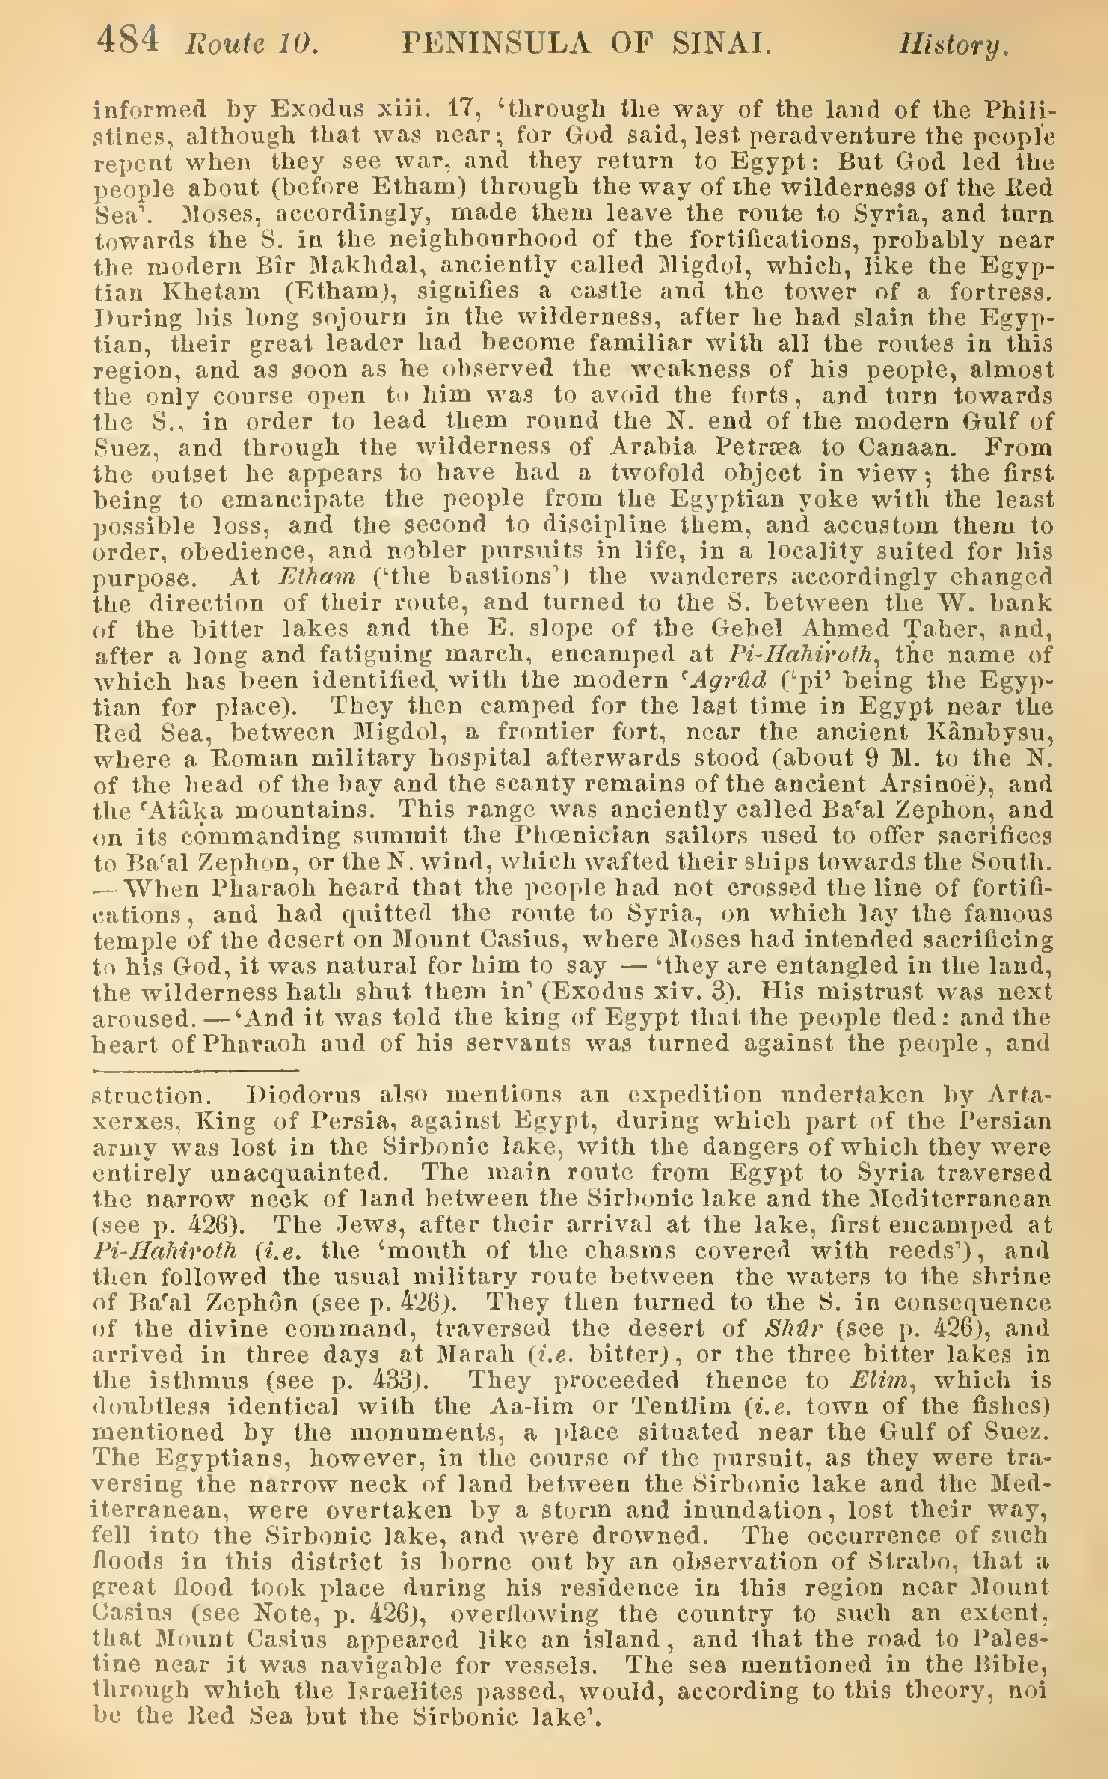 484 Route 10. PENINSULA OF SINAI. History.
informed by Exodus xiii. 17, ‘through the way of the land of the Phili-
stines, although that was near; for God said, lest peradventure the people
repent when they see war, and they return to Egypt: But God led the
people about (before Etham) through the way of the wilderness of the Red
Sea’. Moses, accordingly, made them leave the route to Syria, and turn
towards the S. in the neighbourhood of the fortifications, probably near
the modern Bîr Makhdal, anciently called Migdol, which, like the Egyp-
tian Khetam (Etham), signifies a castle and the tower of a fortress.
During his long sojourn in the wilderness, after he had slain the Egyp-
tian, their great leader had become familiar with all the routes in this
region, and as soon as he observed the weakness of his people, almost
the only course open to him was to avoid the forts, and turn towards
the S., in order to lead them round the N. end of the modern Gulf of
Suez, and through the wilderness of Arabia Petræa to Canaan. From
the outset he appears to have had a twofold object in view; the first
being to emancipate the people from the Egyptian yoke with the least
possible loss, and the second to discipline them, and accustom them to
order, obedience, and nobler pursuits in life, in a locality suited for his
purpose. At Etham (‘the bastions’) the wanderers accordingly changed
the direction of their route, and turned to the S. between the W. bank
of the bitter lakes and the E. slope of the Gebel Ahmed Taher, and,
after a long and fatiguing march, encamped at Pi-Hahiroth, the name of
which has been identified with the modern ‘Agrûd (‘pi’ being the Egyp-
tian for place). They then camped for the last time in Egypt near the
Red Sea, between Migdol, a frontier fort, near the ancient Kâmbysu,
where a Roman military hospital afterwards stood (about 9 M. to the N.
of the head of the bay and the scanty remains of the ancient Arsinoë), and
the ‘Atâḳa mountains. This range was anciently called Ba‘al Zephon, and
on its commanding summit the Phœnician sailors used to offer sacrifices
to Ba‘al Zephon, or the N. wind, which wafted their ships towards the South.
— When Pharaoh heard that the people had not crossed the line of fortifi-
cations, and had quitted the route to Syria, on which lay the famous
temple of the desert on Mount Casius, where Moses had intended sacrificing
to his God, it was natural for him to say — ‘they are entangled in the land,
the wilderness hath shut them in’ (Exodus xiv. 3). His mistrust was next
aroused. — ‘And it was told the king of Egypt that the people fled: and the
heart of Pharaoh and of his servants was turned against the people, and
struction. Diodorus also mentions an expedition undertaken by Arta-
xerxes, King of Persia, against Egypt, during which part of the Persian
army was lost in the Sirbonic lake, with the dangers of which they were
entirely unacquainted. The main route from Egypt to Syria traversed
the narrow neck of land between the Sirbonic lake and the Mediterranean
(see p. 426). The Jews, after their arrival at the lake, first encamped at
Pi-Hahiroth (i.e. the ‘mouth of the chasms covered with reeds’), and
then followed the usual military route between the waters to the shrine
of Ba‘al Zephôn (see p. 426). They then turned to the S. in consequence
of the divine command, traversed the desert of Shûr (see p. 426), and
arrived in three days at Marah (i.e. bitter), or the three bitter lakes in
the isthmus (see p. 433). They proceeded thence to Elim, which is
doubtless identical with the Aa-lim or Tentlim (i.e. town of the fishes)
mentioned by the monuments, a place situated near the Gulf of Suez.
The Egyptians, however, in the course of the pursuit, as they were tra-
versing the narrow neck of land between the Sirbonic lake and the Med-
iterranean, were overtaken by a storm and inundation, lost their way,
fell into the Sirbonic lake, and were drowned. The occurrence of such
floods in this district is borne out by an observation of Strabo, that a
great flood took place during his residence in this region near Mount
Casius (see Note, p. 426), overflowing the country to such an extent,
that Mount Casius appeared like an island, and that the road to Pales-
tine near it was navigable for vessels. The sea mentioned in the Bible,
through which the Israelites passed, would, according to this theory, not
be the Red Sea but the Sirbonic lake’.